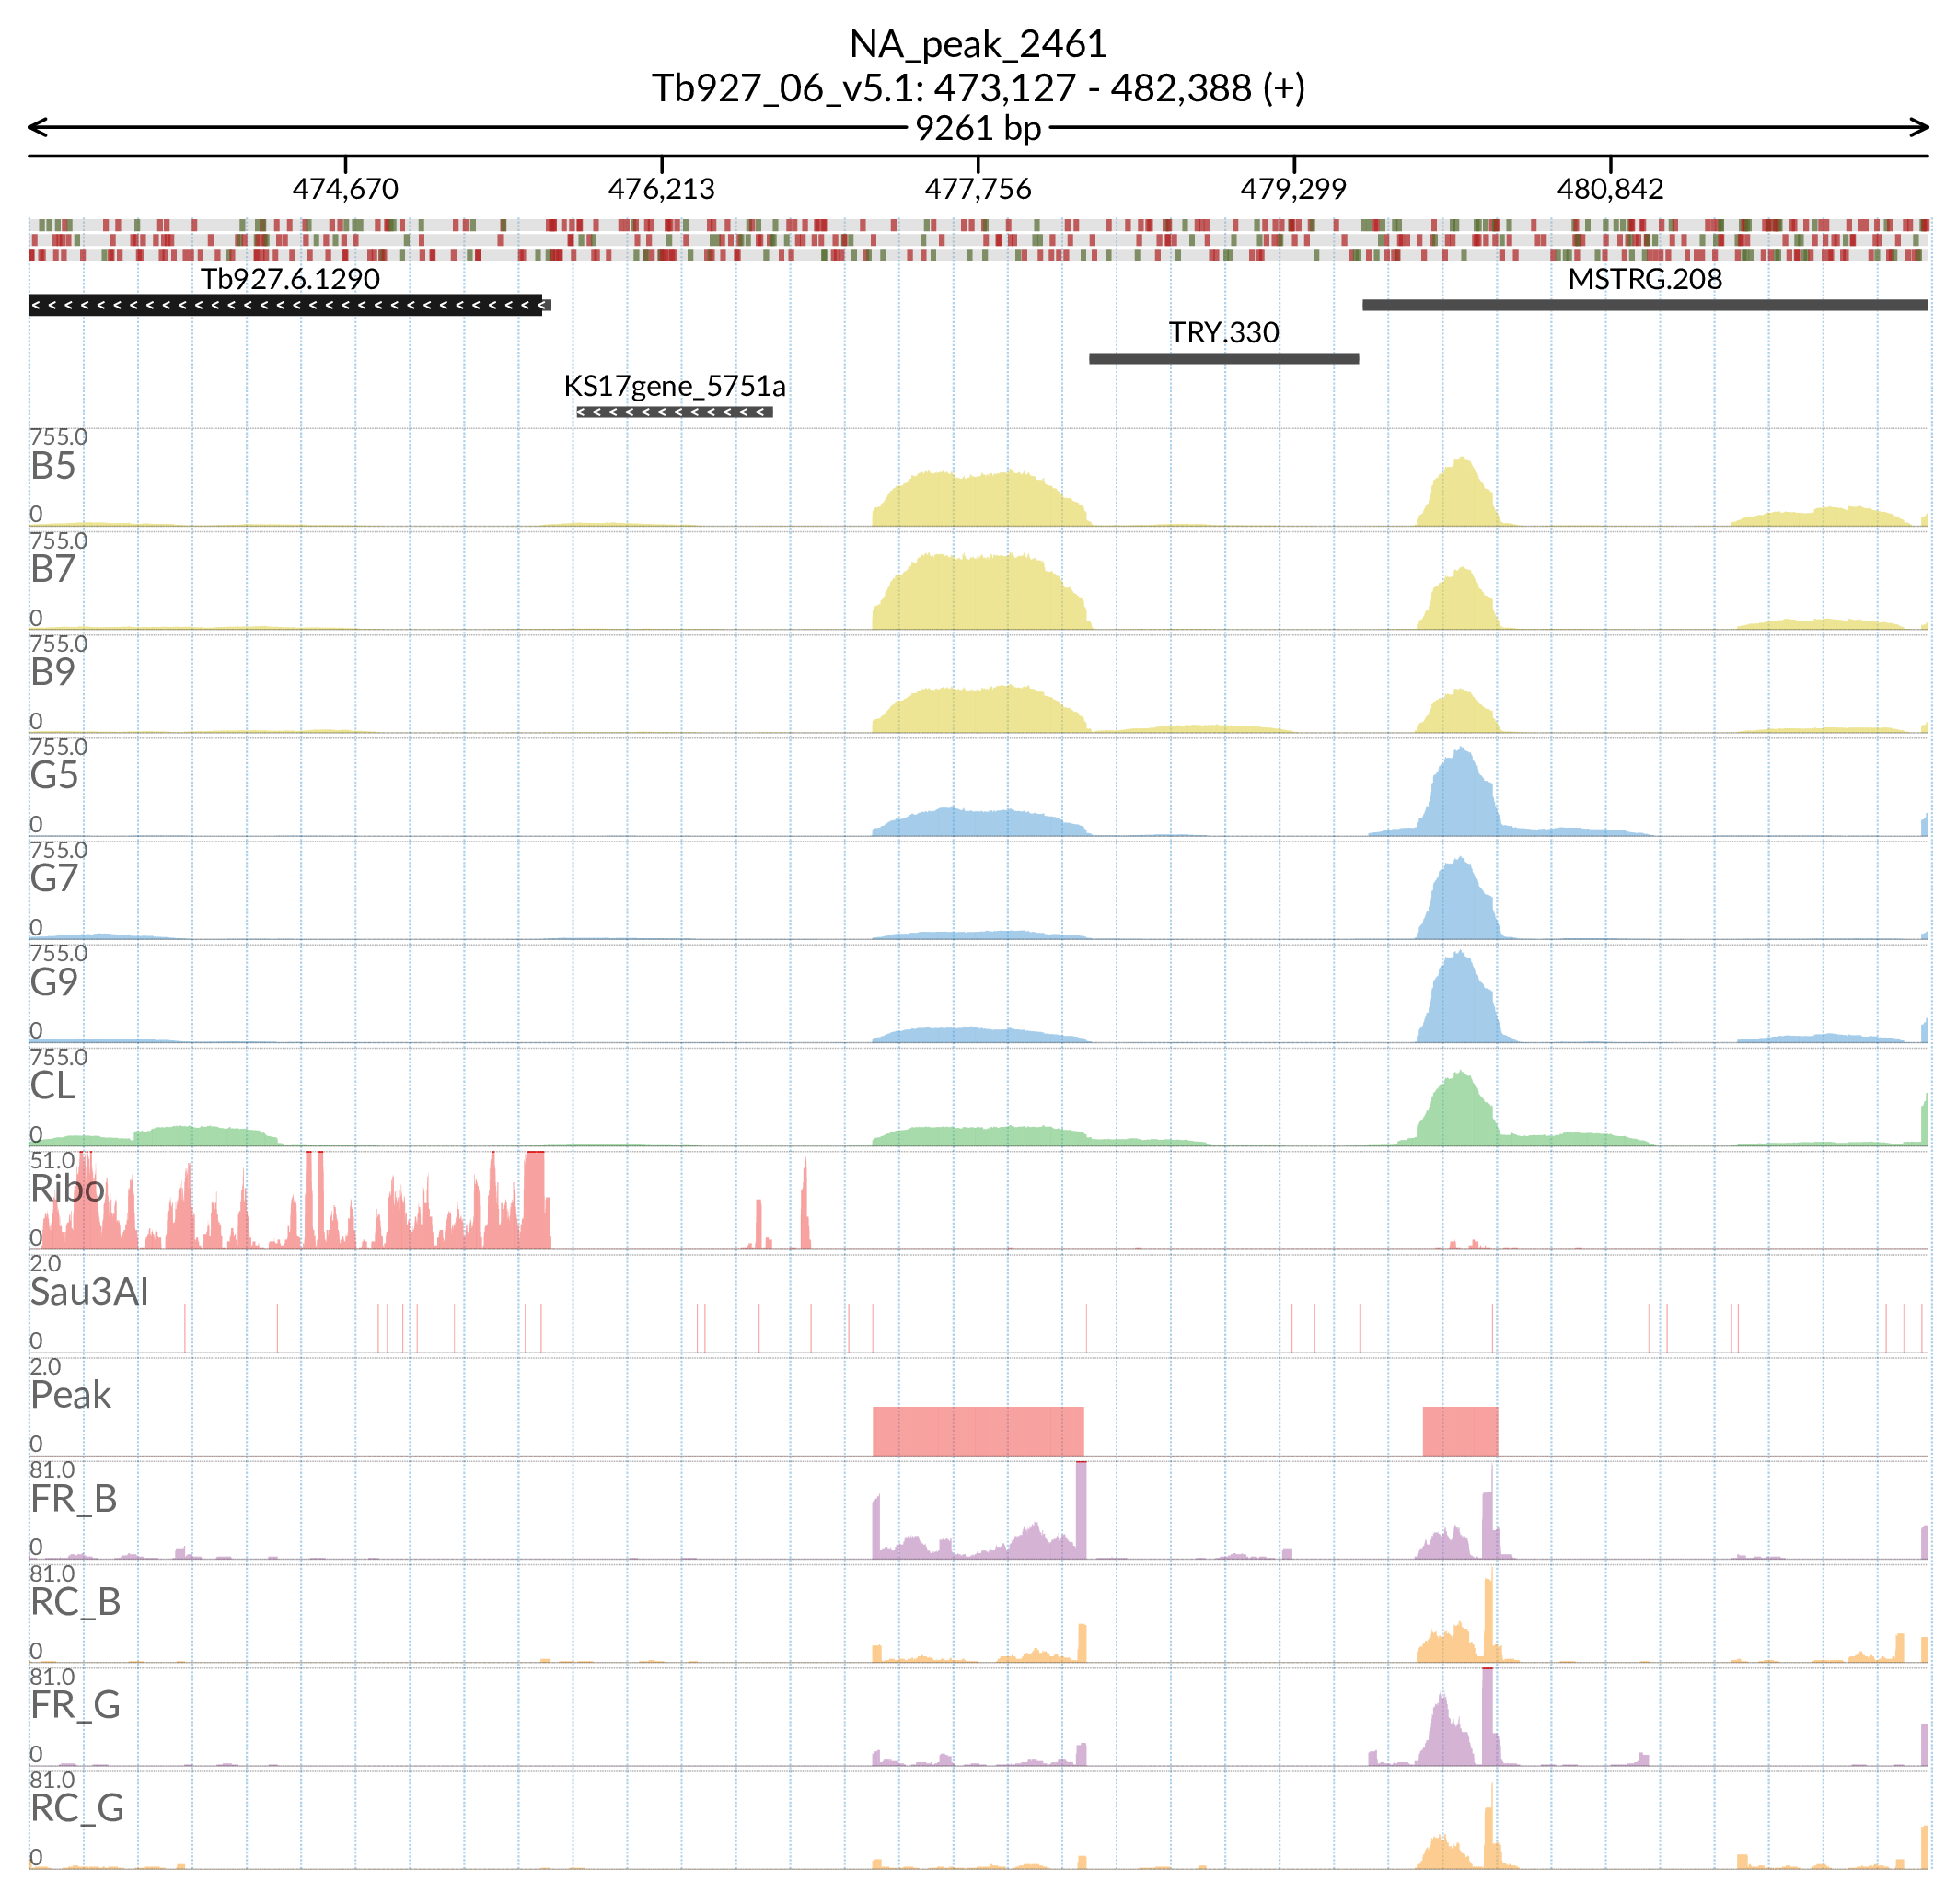 NA_peak_2461
Tb927_06_v5.1: 473,127 - 482,388 (+)
9261 bp
474,670 476,213 477,756 479,299 480,842
Tb927.6.1290 MSTRG.208
TRY.330
KS17gene_5751a
755.0
B5
0
755.0
B7
0
755.0
B9
0
755.0
G5
0
755.0
G7
0
755.0
G9
0
755.0
CL
0
51.0
Ribo
0
2.0
Sau3AI
0
2.0
Peak
0
81.0
FR_B
0
81.0
RC_B
0
81.0
FR_G
0
81.0
RC_G
0